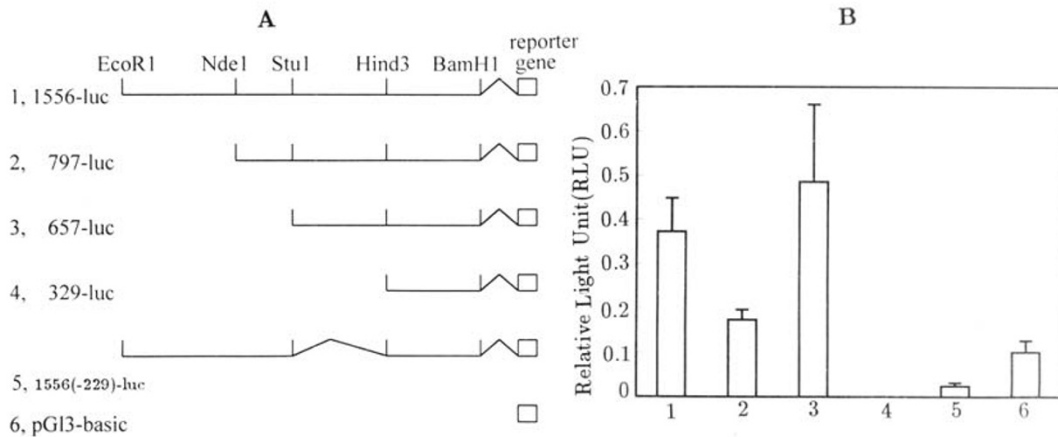 A
reporter
gene
EcoR1 Nde1 Stu1 Hind3 BamH1
1, 1556-luc
2, 797-luc
3, 657-luc
4, 329-luc
5, 1556(-229)-luc
6, pGl3-basic
B
Relative Light Unit(RLU)
0.7
0.6
0.5
0.4
0.3
0.2
0.1
0
1 2 3 4 5 6